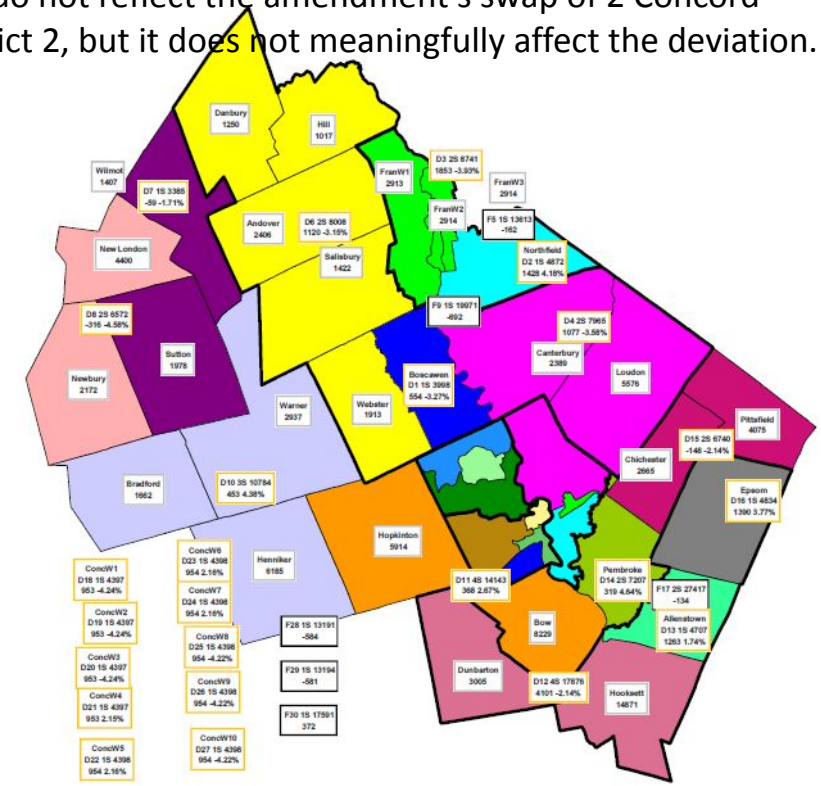 do not reflect the amendment's swap of 2 Concord
ict 2, but it does not meaningfully affect the deviation.
Danbury
1250
Hill
1017
Wilmot
1407
D7 1S 3385
-59 -1.71%
FranW1
2913
D3 2S 8741
1853 -3.93%
FranW3
2914
FranW2
2914
F5 1S 13613
-162
Andover
2406
D6 2S 8008
1120 -3.15%
New London
4400
Salisbury
1422
Northfield
D2 1S 4872
1428 4.16%
D8 2S 6572
-316 -4.58%
F9 1S 19971
-692
D4 2S 7965
1077 -3.58%
Sutton
1978
Canterbury
2389
Newbury
2172
Boscawen
D1 1S 3998
554 -3.27%
Loudon
5576
Warner
2937
Webster
1913
Pittsfield
4075
D15 2S 6740
-148 -2.14%
Chichester
2665
Bradford
1662
D10 3S 10784
453 4.38%
Epsom
D16 1S 4834
1390 3.77%
Hopkinton
5914
Henniker
6185
ConcW1
D18 1S 4397
953 -4.24%
ConcW6
D23 1S 4398
954 2.16%
D11 4S 14143
368 2.67%
Pembroke
D14 2S 7207
319 4.64%
F17 2S 27417
-134
ConcW2
D19 1S 4397
953 -4.24%
ConcW7
D24 1S 4398
954 2.16%
Allenstown
D13 1S 4707
1263 1.74%
F28 1S 13191
-584
Bow
8229
ConcW3
D20 1S 4397
953 -4.24%
ConcW8
D25 1S 4398
954 -4.22%
F29 1S 13194
-581
Dunbarton
3005
D12 4S 17876
4101 -2.14%
Hooksett
14871
ConcW4
D21 1S 4397
953 2.15%
ConcW9
D26 1S 4398
954 -4.22%
F30 1S 17591
372
ConcW5
D22 1S 4398
954 2.16%
ConcW10
D27 1S 4398
954 -4.22%